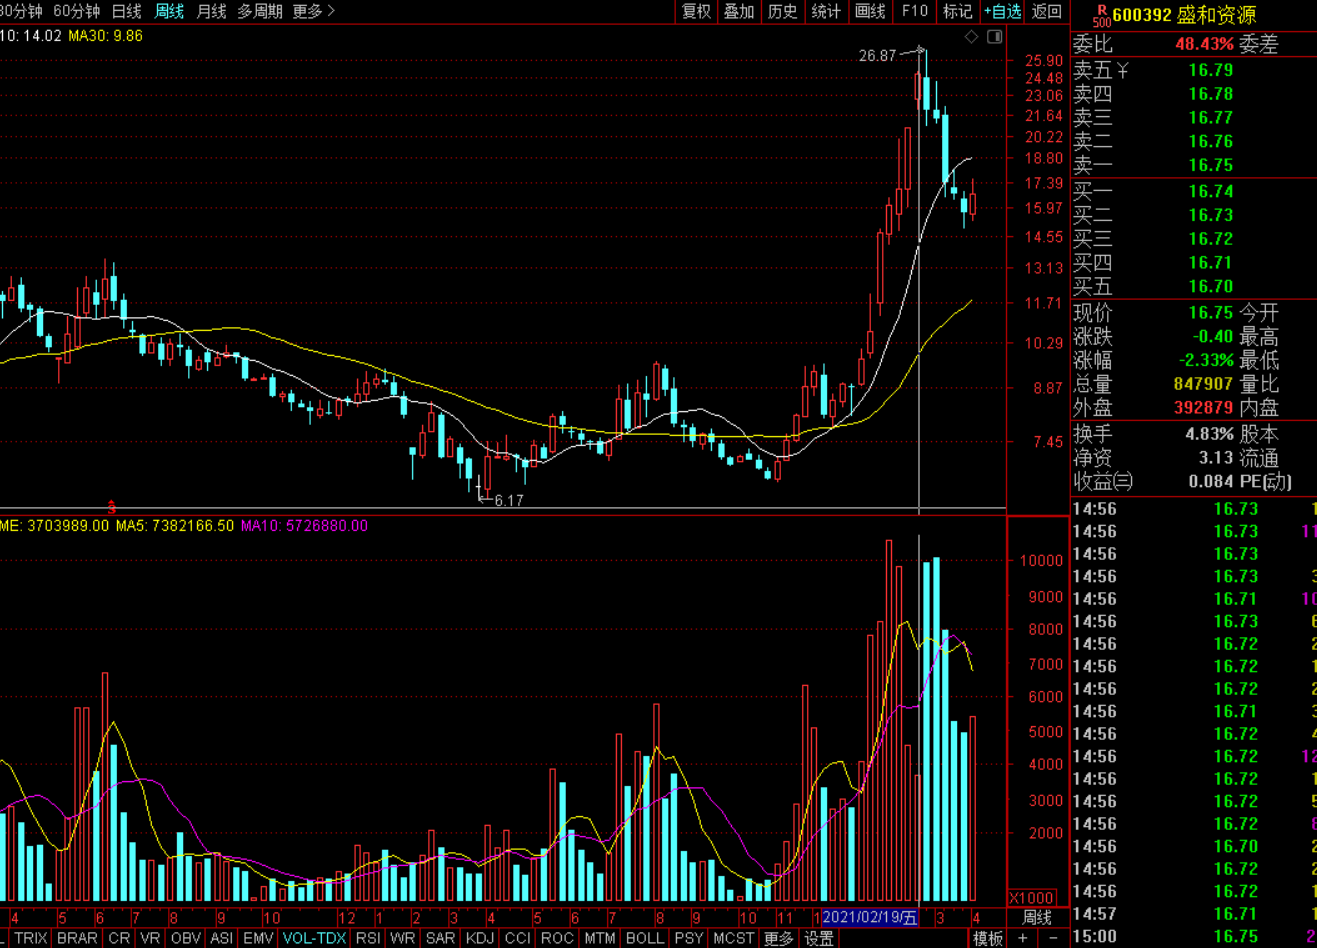 30分钟 60分钟 日线 周线 月线 多周期 更多 复权 叠加 历史 统计 画线 F10 标记 +自选 返回
R
500 600392 盛和资源
10: 14.02 MA30: 9.86
委比 48.43% 委差
26.87
25.90
24.48
23.06
21.64
20.22
18.80
17.39
15.97
14.55
13.13
11.71
10.29
8.87
7.45
6.17
卖五￥ 16.79
卖四 16.78
卖三 16.77
卖二 16.76
卖一 16.75
买一 16.74
买二 16.73
买三 16.72
买四 16.71
买五 16.70
现价 16.75 今开
涨跌 -0.40 最高
涨幅 -2.33% 最低
总量 847907 量比
外盘 392879 内盘
换手 4.83% 股本
净资 3.13 流通
收益㈢ 0.084 PE(动)
ME: 3703989.00 MA5: 7382166.50 MA10: 5726880.00
10000
9000
8000
7000
6000
5000
4000
3000
2000
X1000
14:56 16.73 1
14:56 16.73 11
14:56 16.73
14:56 16.73 3
14:56 16.71 10
14:56 16.73 6
14:56 16.72 2
14:56 16.72 1
14:56 16.72 2
14:56 16.71 3
14:56 16.72 4
14:56 16.72 12
14:56 16.72 1
14:56 16.72 5
14:56 16.72 8
14:56 16.70 2
14:56 16.72 2
14:56 16.72 1
14:57 16.71 1
15:00 16.75 2
4 5 6 7 8 9 10 12 1 2 3 4 5 6 7 8 9 10 11 12 2021/02/19/五 3 4 周线
TRIX BRAR CR VR OBV ASI EMV VOL-TDX RSI WR SAR KDJ CCI ROC MTM BOLL PSY MCST 更多 设置 模板 + -